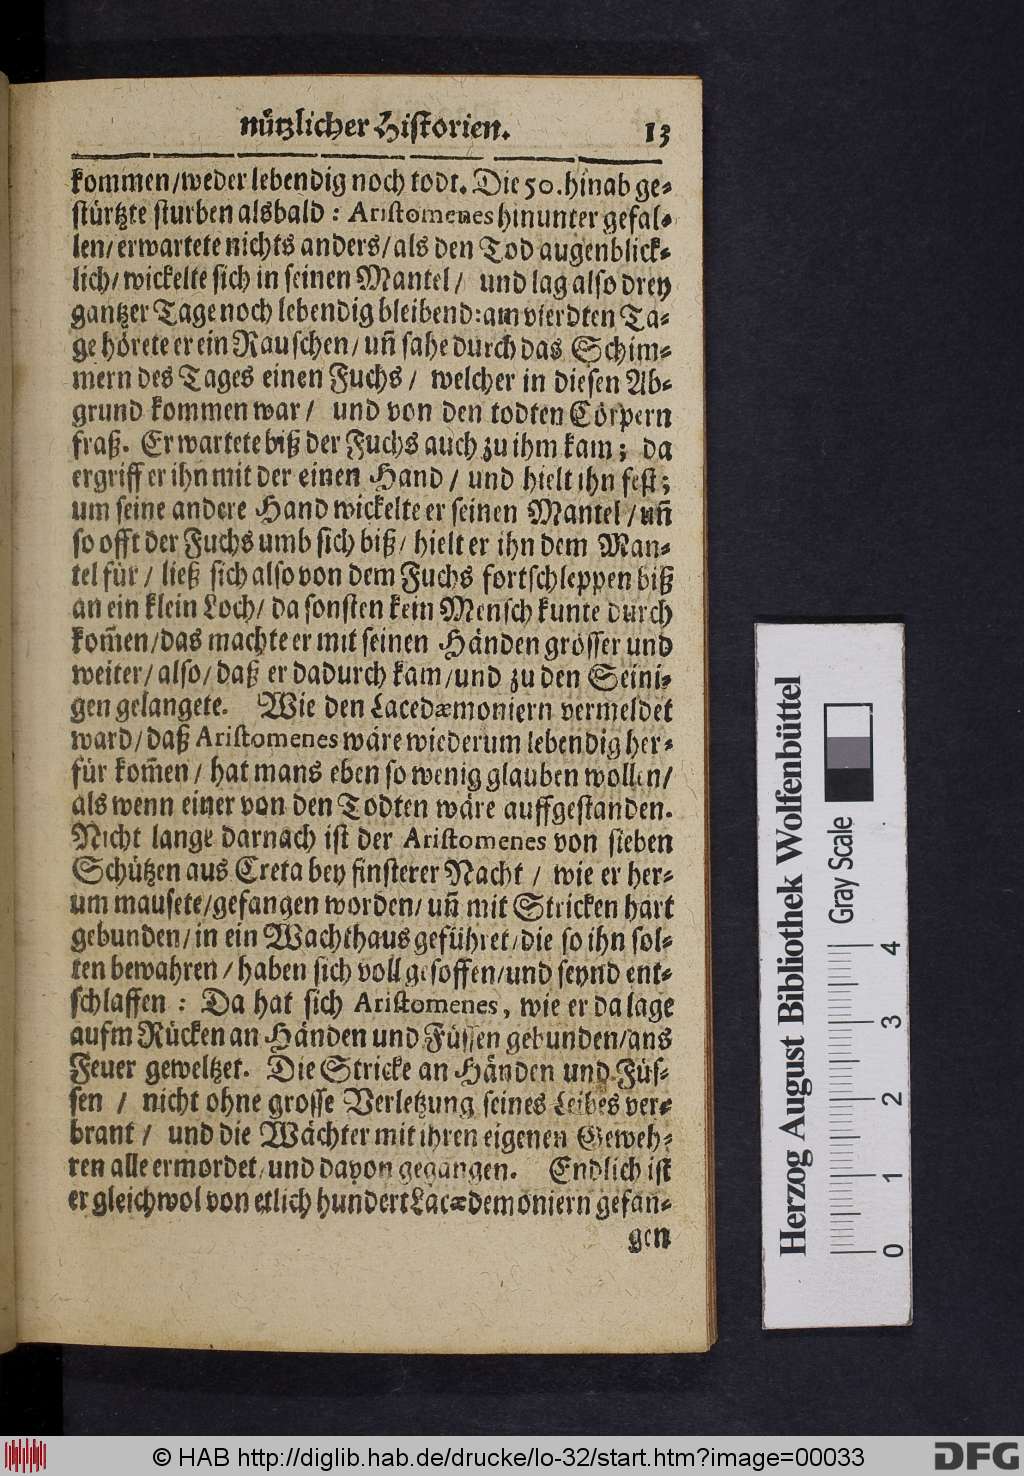 nützlicher Historien. 13
kommen/weder lebendig noch todt. Die 50. hinab ge-
stürtzte sturben alsbald : Aristomenes hinunter gefal-
len/ erwartete nichts anders/ als den Tod augenblick-
lich/ wickelte sich in seinen Mantel / und lag also drey
gantzer Tage noch lebendig bleibend: am vierdten Ta-
ge hörete er ein Rauschen/ uñ sahe durch das Schim-
mern des Tages einen Fuchs / welcher in diesen Ab-
grund kommen war / und von den todten Cörpern
fraß. Er wartete biß der Fuchs auch zu ihm kam ; da
ergriff er ihn mit der einen Hand / und hielt ihn fest ;
um seine andere Hand wickelte er seinen Mantel / uñ
so offt der Fuchs umb sich biß/ hielt er ihn dem Man-
tel für / ließ sich also von dem Fuchs fortschleppen biß
an ein klein Loch/ da sonsten kein Mensch kunte durch
kom̃en/ das machte er mit seinen Händen grösser und
weiter/ also/ daß er dadurch kam/ und zu den Seini-
gen gelangete. Wie den Lacedæmoniern vermeldet
ward/ daß Aristomenes wäre wiederum lebendig her-
für kom̃en / hat mans eben so wenig glauben wollen/
als wenn einer von den Todten wäre auffgestanden.
Nicht lange darnach ist der Aristomenes von sieben
Schützen aus Creta bey finsterer Nacht / wie er her-
um mausete/ gefangen worden/ uñ mit Stricken hart
gebunden/ in ein Wachthaus geführet/ die so ihn sol-
ten bewahren / haben sich voll gesoffen/ und seynd ent-
schlaffen : Da hat sich Aristomenes, wie er da lage
aufm Rücken an Händen und Füssen gebunden/ ans
Feuer geweltzet. Die Stricke an Händen und Füs-
sen / nicht ohne grosse Verletzung seines Leibes ver-
brant / und die Wächter mit ihren eigenen Geweh-
ren alle ermordet/ und davon gegangen. Endlich ist
er gleichwol von etlich hundert Lacædemoniern gefan-
gen
Herzog August Bibliothek Wolfenbüttel
Gray Scale
0 1 2 3 4
© HAB http://diglib.hab.de/drucke/lo-32/start.htm?image=00033
DFG